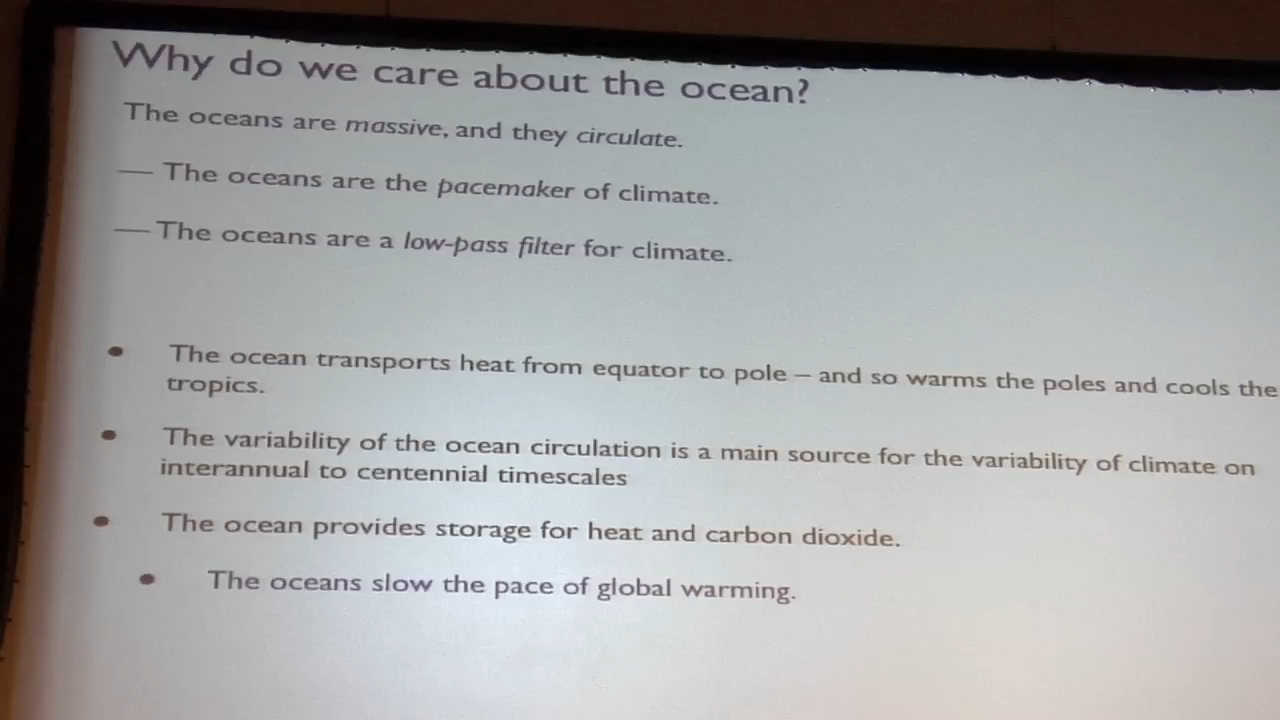 Why do we care about the ocean?
The oceans are massive, and they circulate.
— The oceans are the pacemaker of climate.
— The oceans are a low-pass filter for climate.
• The ocean transports heat from equator to pole – and so warms the poles and cools the
tropics.
• The variability of the ocean circulation is a main source for the variability of climate on
interannual to centennial timescales
• The ocean provides storage for heat and carbon dioxide.
• The oceans slow the pace of global warming.